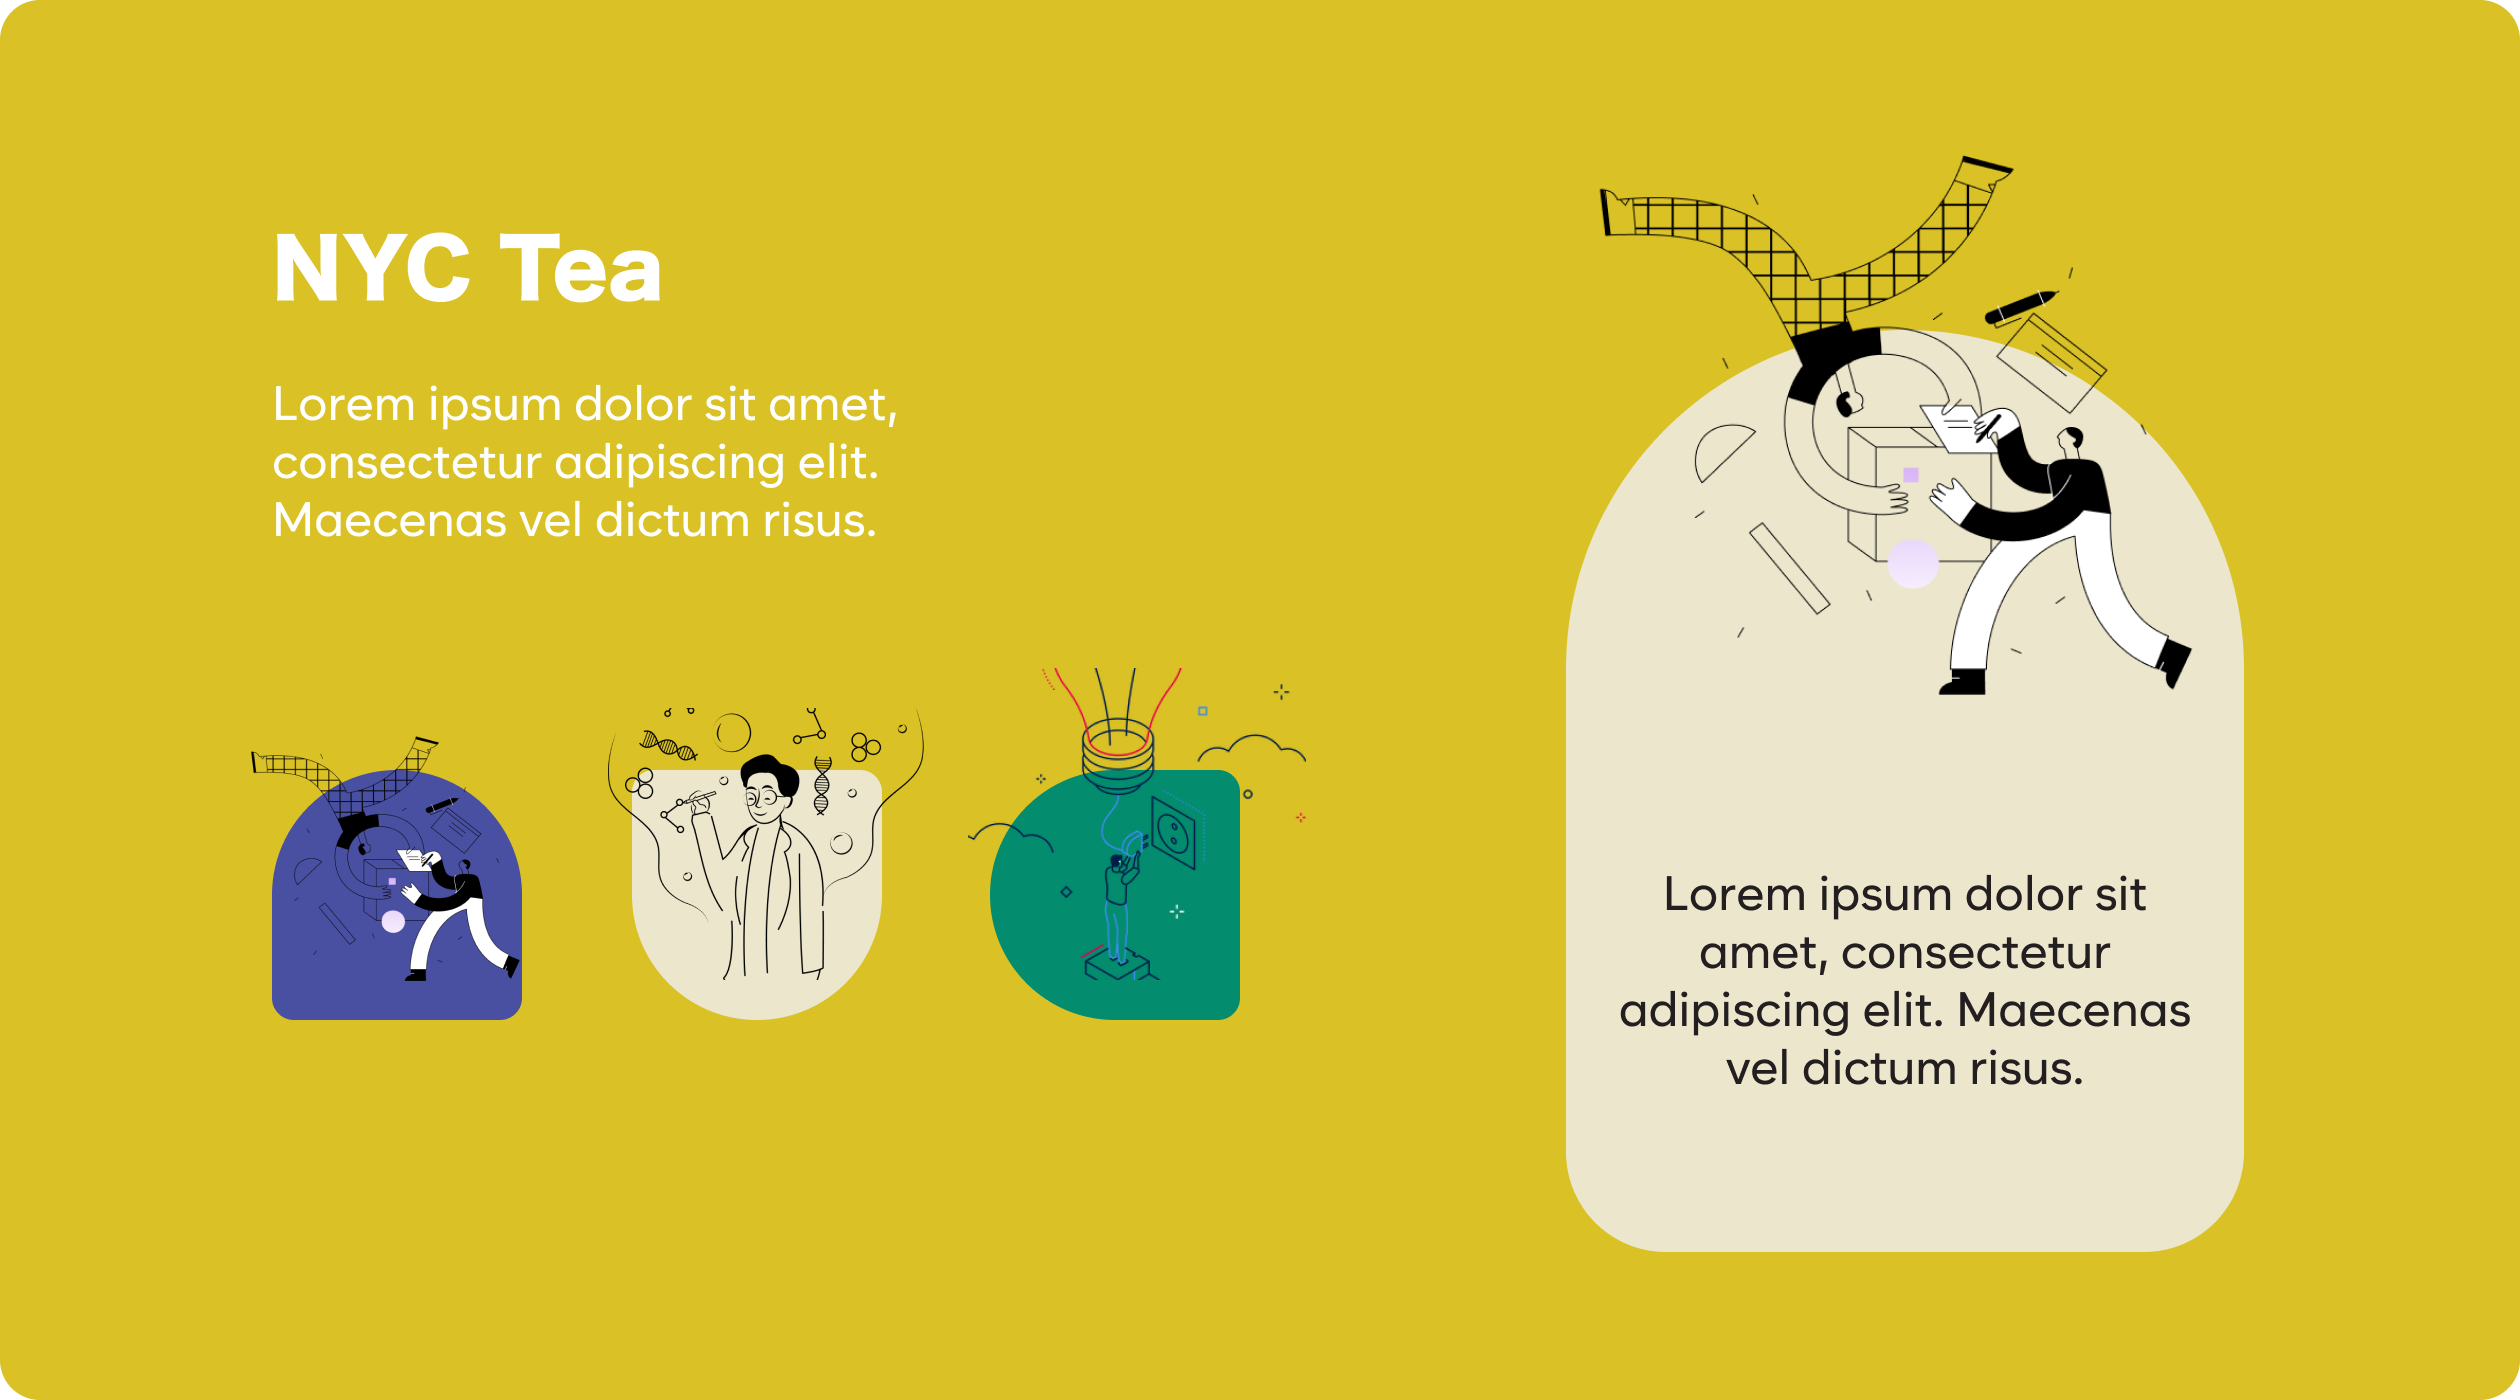 NYC Tea
Lorem ipsum dolor sit amet,
consectetur adipiscing elit.
Maecenas vel dictum risus.
Lorem ipsum dolor sit
amet, consectetur
adipiscing elit. Maecenas
vel dictum risus.